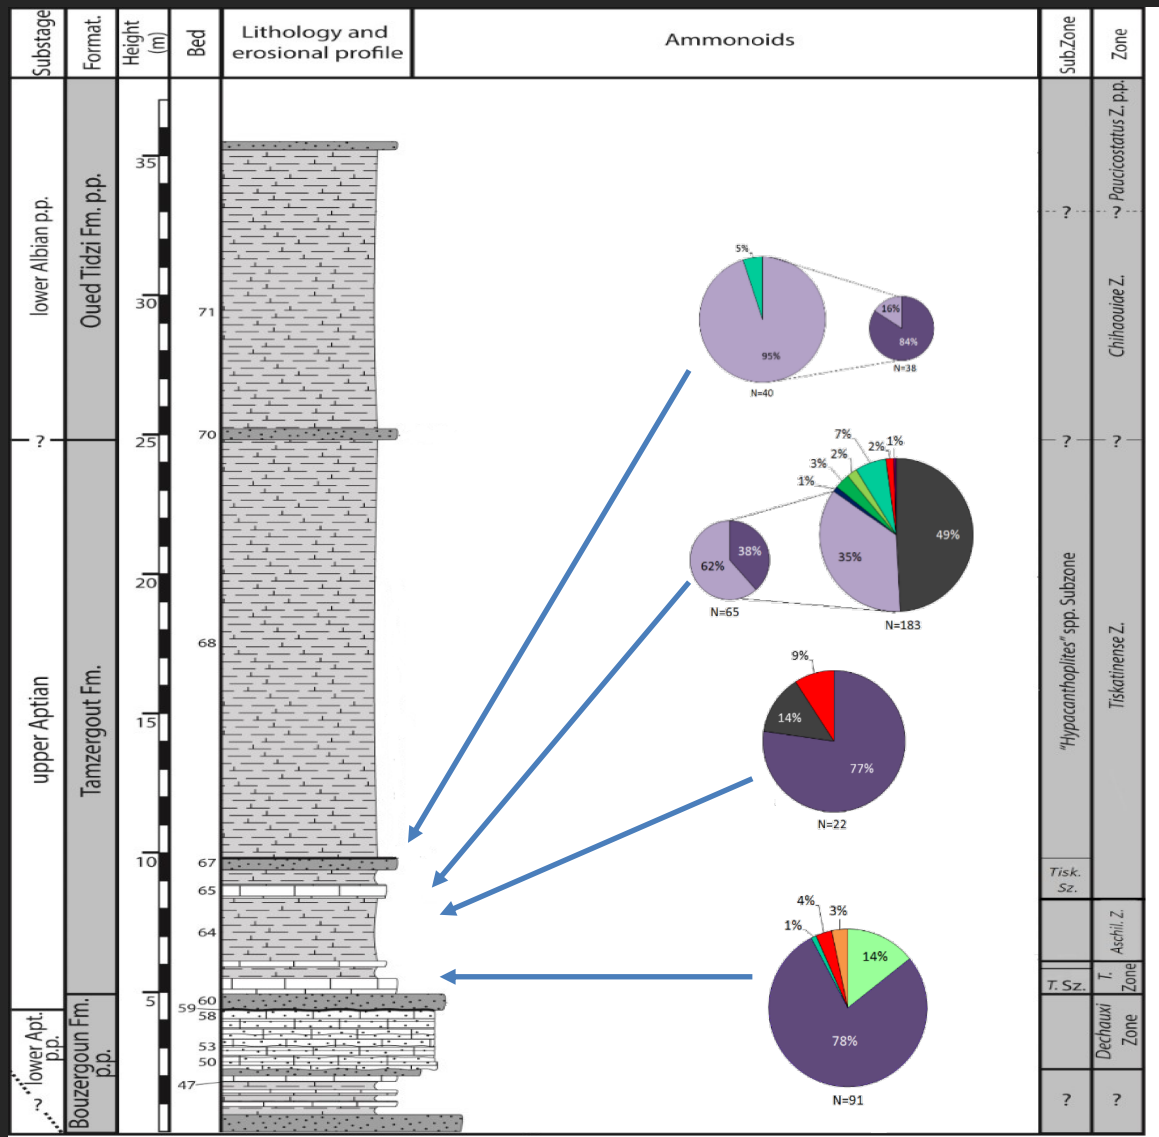 Substage
Format.
Height (m)
Bed
Lithology and
erosional profile
Ammonoids
Sub.Zone
Zone
lower Albian p.p.
?
upper Aptian
lower Apt.
p.p.
?
Oued Tidzi Fm. p.p.
Tamzergout Fm.
Bouzergoun Fm.
p.p.
35
30
25
20
15
10
5
71
70
68
67
65
64
60
59
58
53
50
47
5%
95%
N=40
16%
84%
N=38
1%
3%
2%
7%
2%
1%
49%
35%
N=183
38%
62%
N=65
9%
14%
77%
N=22
1%
4%
3%
14%
78%
N=91
?
?
"Hypacanthoplites" spp. Subzone
Tisk.
Sz.
T. Sz.
?
Paucicostatus Z. p.p.
?
Chihaouiae Z.
?
Tiskatinense Z.
Aschil. Z.
T.
Zone
Dechauxi
Zone
?